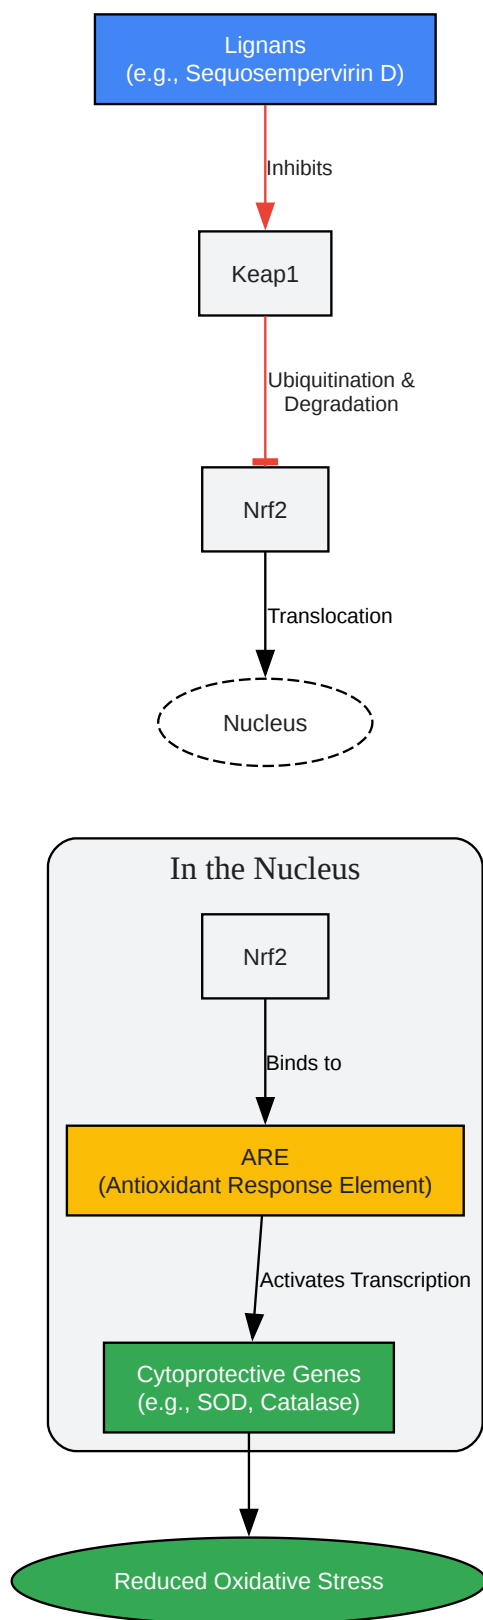 Lignans
(e.g., Sequosempervirin D)
Inhibits
Keap1
Ubiquitination &
Degradation
Nrf2
Translocation
Nucleus
In the Nucleus
Nrf2
Binds to
ARE
(Antioxidant Response Element)
Activates Transcription
Cytoprotective Genes
(e.g., SOD, Catalase)
Reduced Oxidative Stress